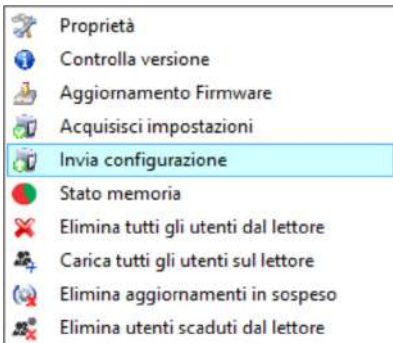 Proprietà
Controlla versione
Aggiornamento Firmware
Acquisisci impostazioni
Invia configurazione
Stato memoria
Elimina tutti gli utenti dal lettore
Carica tutti gli utenti sul lettore
Elimina aggiornamenti in sospeso
Elimina utenti scaduti dal lettore